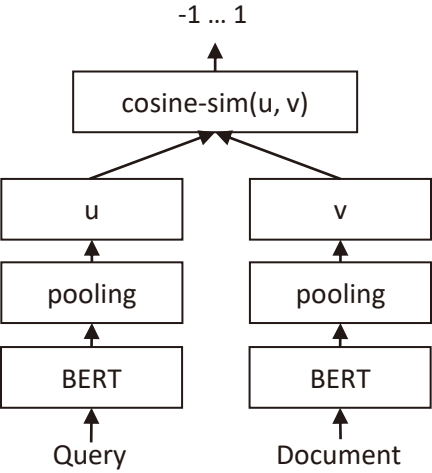 -1 ... 1
cosine-sim(u, v)
u
v
pooling
pooling
BERT
BERT
Query
Document